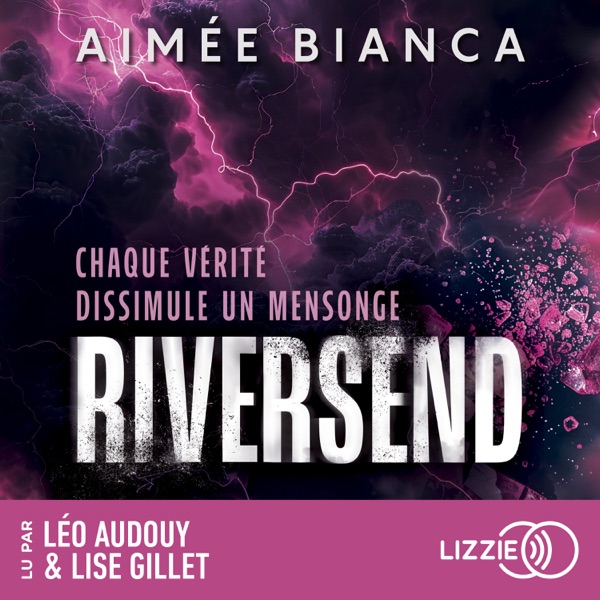 AIMÉE BIANCA
CHAQUE VÉRITÉ
DISSIMULE UN MENSONGE
RIVERSEND
LU PAR
LÉO AUDOUY
& LISE GILLET
LIZZIE